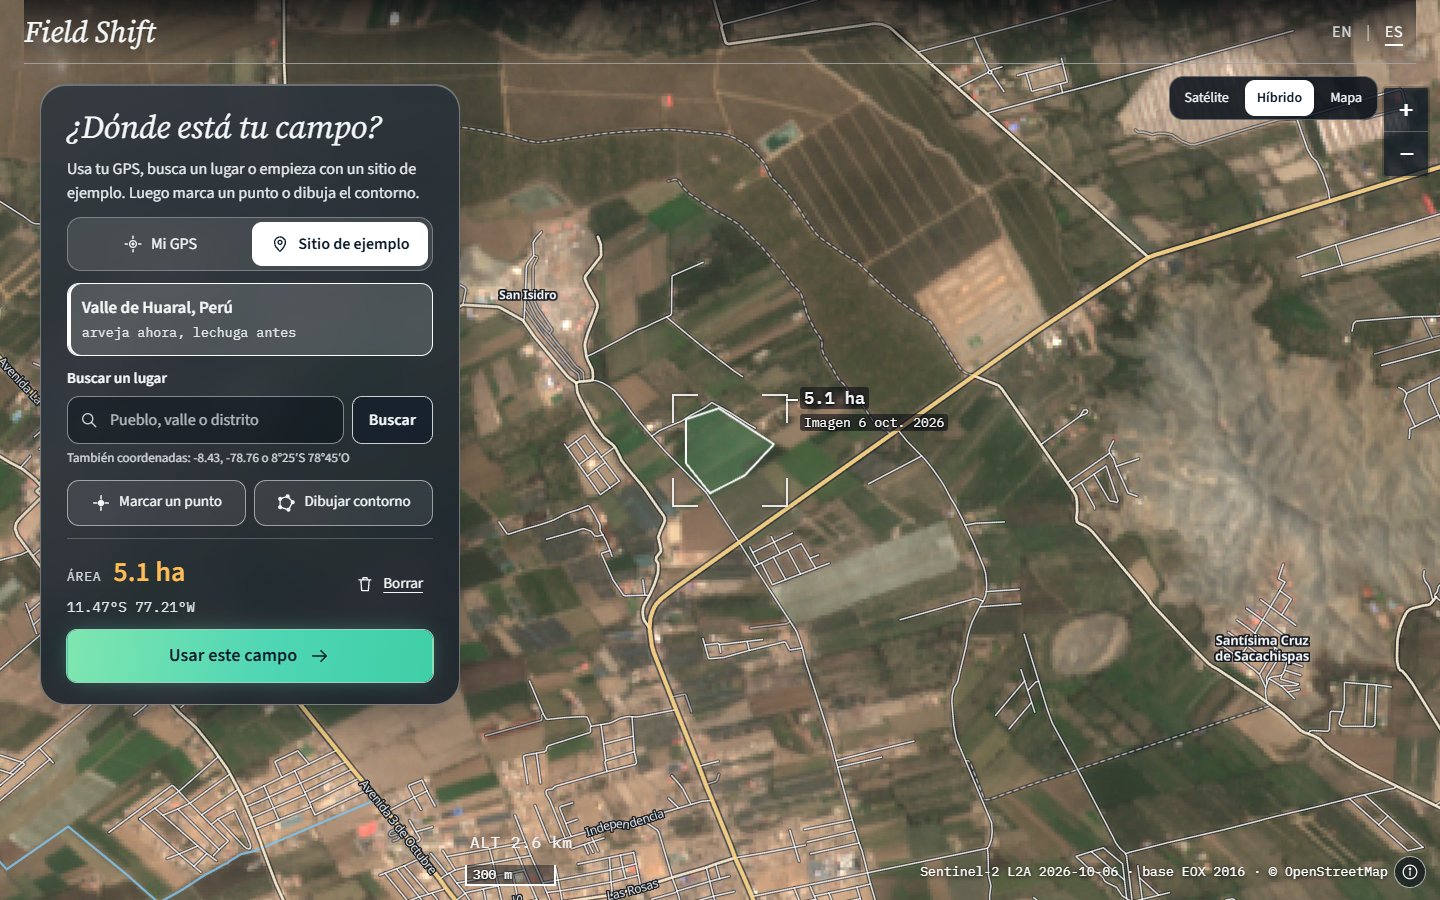 Field Shift
EN | ES
¿Dónde está tu campo?
Usa tu GPS, busca un lugar o empieza con un sitio de
ejemplo. Luego marca un punto o dibuja el contorno.
Mi GPS
Sitio de ejemplo
Valle de Huaral, Perú
arveja ahora, lechuga antes
Buscar un lugar
Pueblo, valle o distrito
Buscar
También coordenadas: -8.43, -78.76 o 8°25'S 78°45'O
Marcar un punto
Dibujar contorno
ÁREA 5.1 ha
Borrar
11.47°S 77.21°W
Usar este campo
Satélite
Híbrido
Mapa
+
−
San Isidro
5.1 ha
Imagen 6 oct. 2026
Avenida La
Santísima Cruz
de Sacachispas
Avenida 3 de Octubre
Independencia
Las Rosas
ALT 2.6 km
300 m
Sentinel-2 L2A 2026-10-06 · base EOX 2016 · © OpenStreetMap